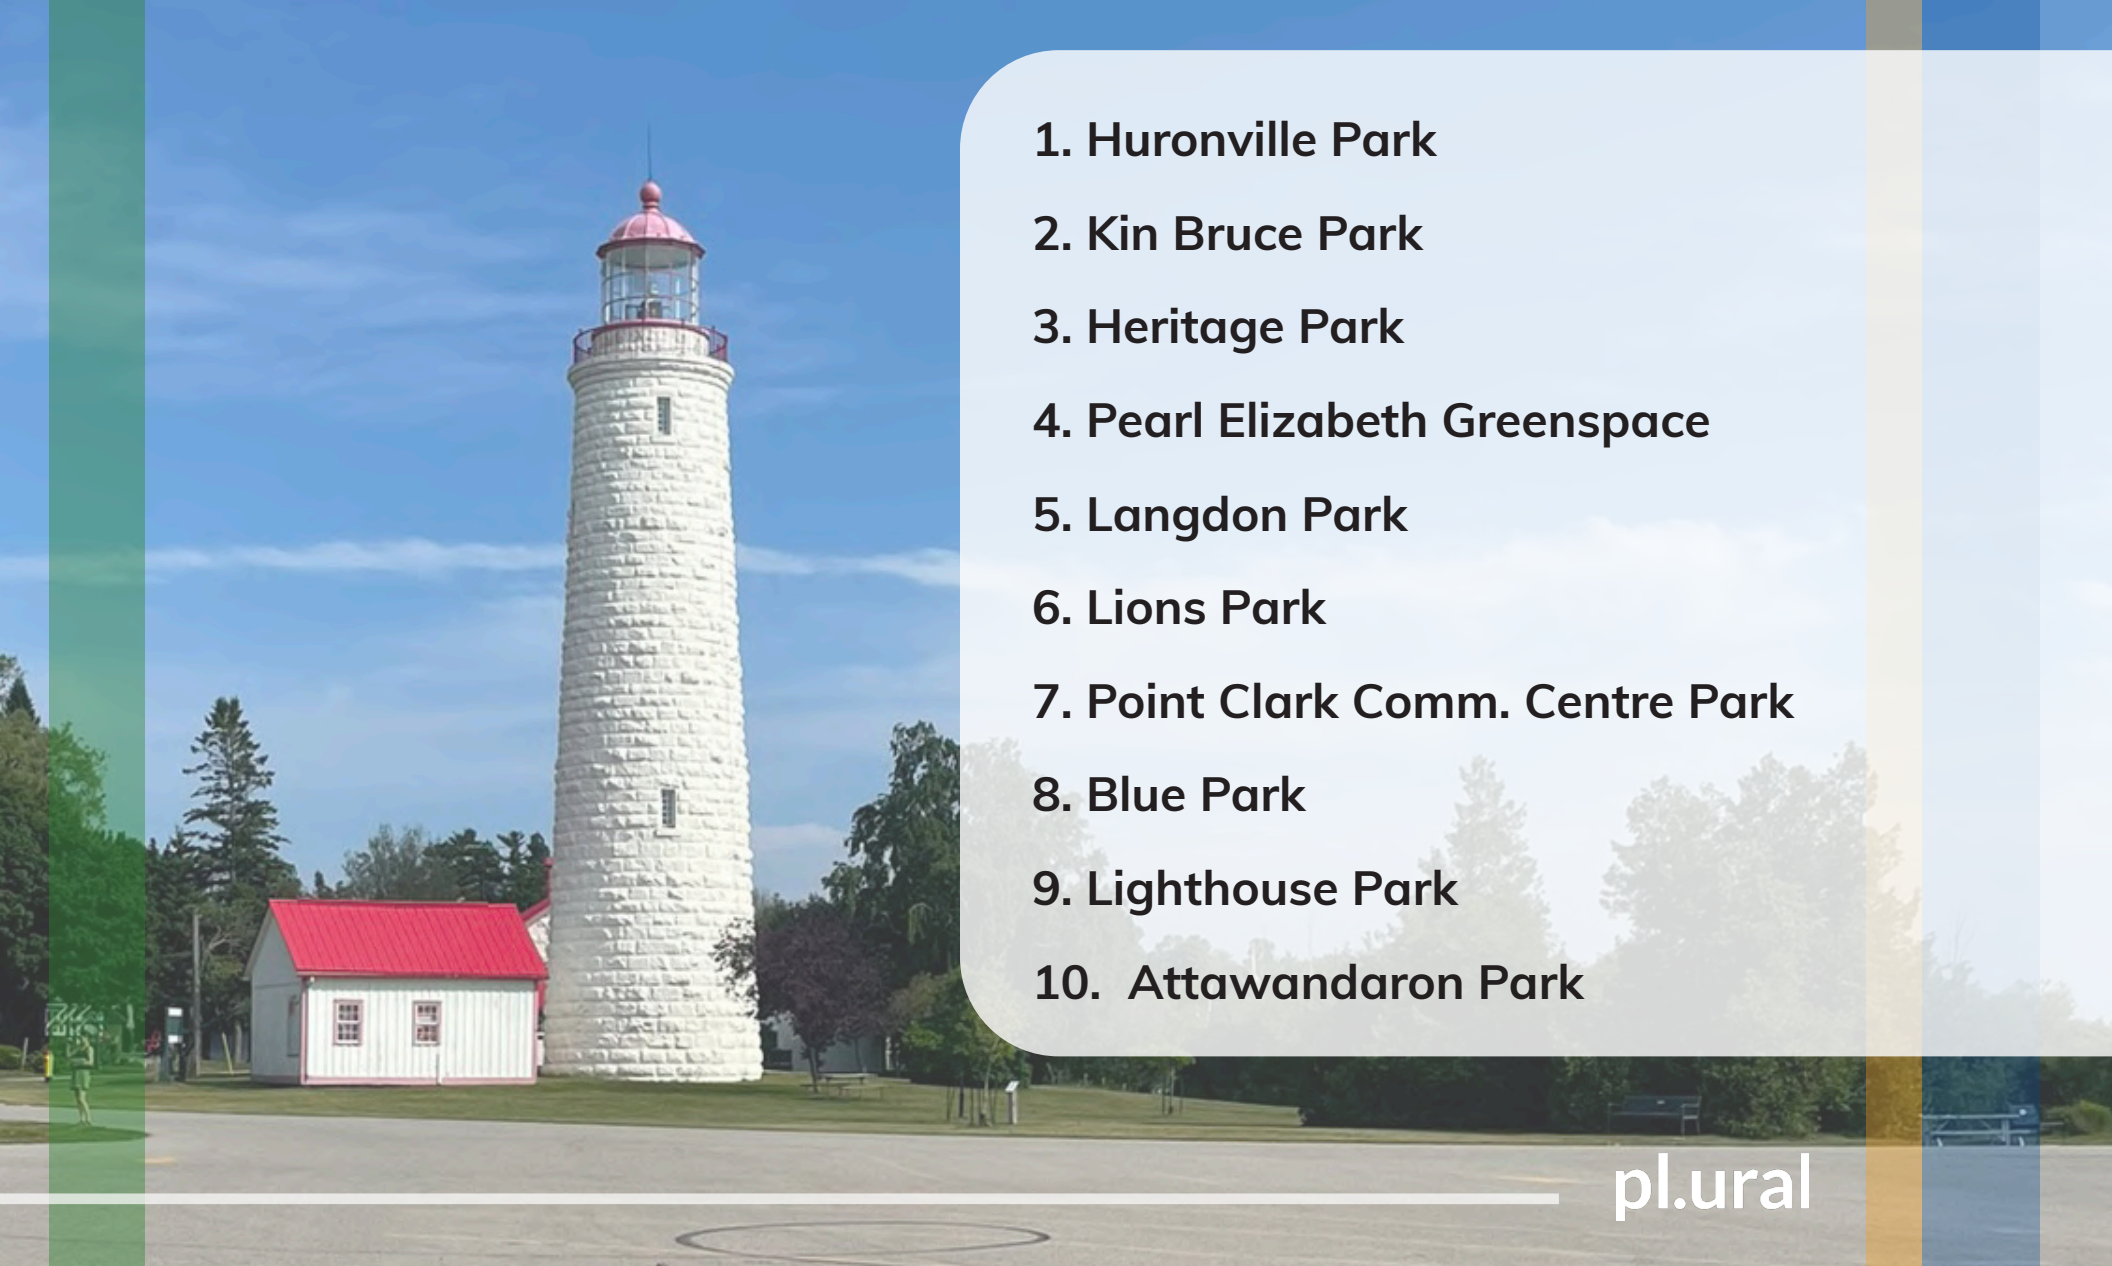 1. Huronville Park
2. Kin Bruce Park
3. Heritage Park
4. Pearl Elizabeth Greenspace
5. Langdon Park
6. Lions Park
7. Point Clark Comm. Centre Park
8. Blue Park
9. Lighthouse Park
10. Attawandaron Park
pl.ural